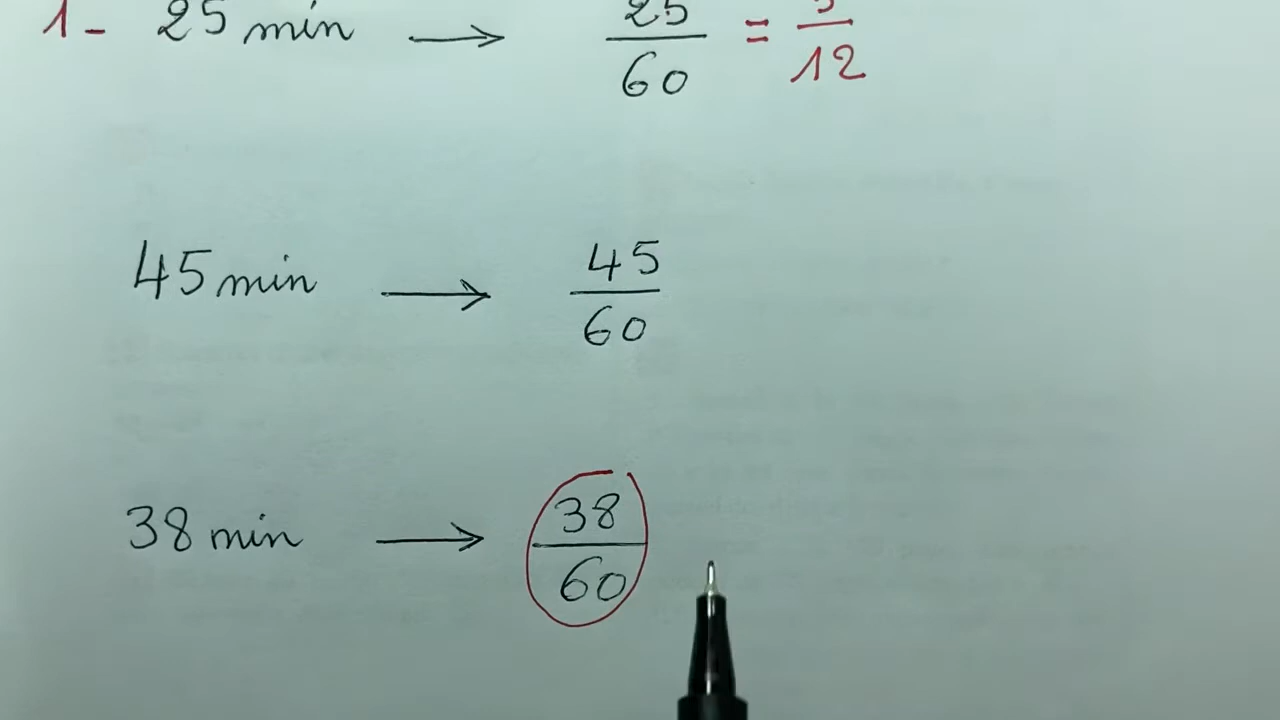 1- 25 min → 25/60 = 5/12
45 min → 45/60
38 min → 38/60